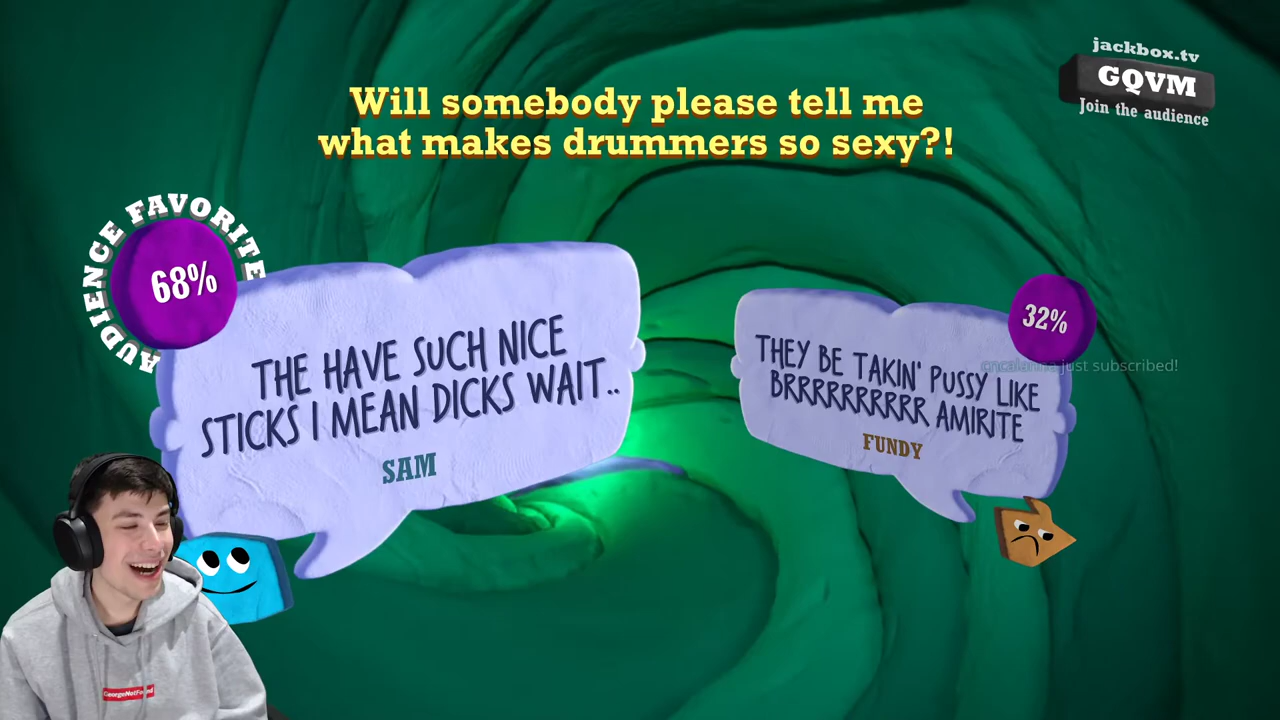 jackbox.tv
GQVM
Join the audience
Will somebody please tell me
what makes drummers so sexy?!
AUDIENCE FAVORITE
68%
THE HAVE SUCH NICE
STICKS I MEAN DICKS WAIT..
SAM
32%
just subscribed!
THEY BE TAKIN' PUSSY LIKE
BRRRRRRRRRR AMIRITE
FUNDY
GeorgeNotFound